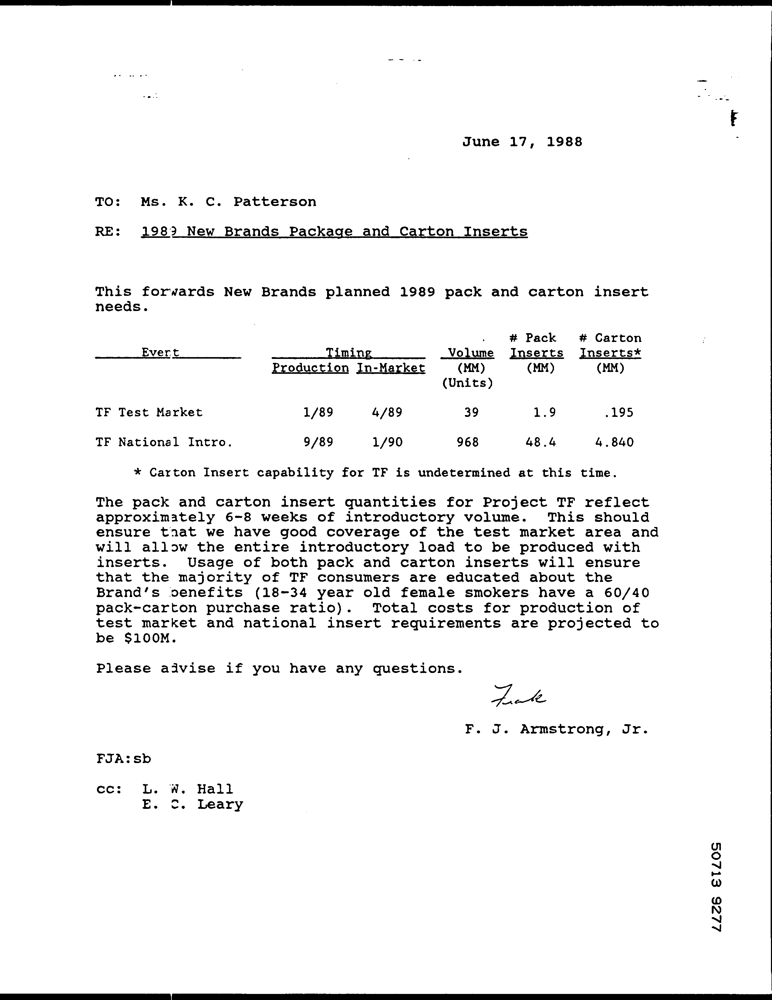 June 17, 1988
TO: Ms. K. C. Patterson
RE: 1989 New Brands Package and Carton Inserts
This forwards New Brands planned 1989 pack and carton insert
needs.
# Pack # Carton
Event Timing Volume Inserts Inserts*
Production In-Market (MM) (MM) (MM)
(Units)
TF Test Market 1/89 4/89 39 1.9 .195
TF National Intro. 9/89 1/90 968 48.4 4.840
* Carton Insert capability for TF is undetermined at this time.
The pack and carton insert quantities for Project TF reflect
approximately 6-8 weeks of introductory volume. This should
ensure that we have good coverage of the test market area and
will allow the entire introductory load to be produced with
inserts. Usage of both pack and carton inserts will ensure
that the majority of TF consumers are educated about the
Brand's benefits (18-34 year old female smokers have a 60/40
pack-carton purchase ratio). Total costs for production of
test market and national insert requirements are projected to
be $100M.
Please advise if you have any questions.
Frank
F. J. Armstrong, Jr.
FJA:sb
cc: L. W. Hall
E. C. Leary
50713 9277